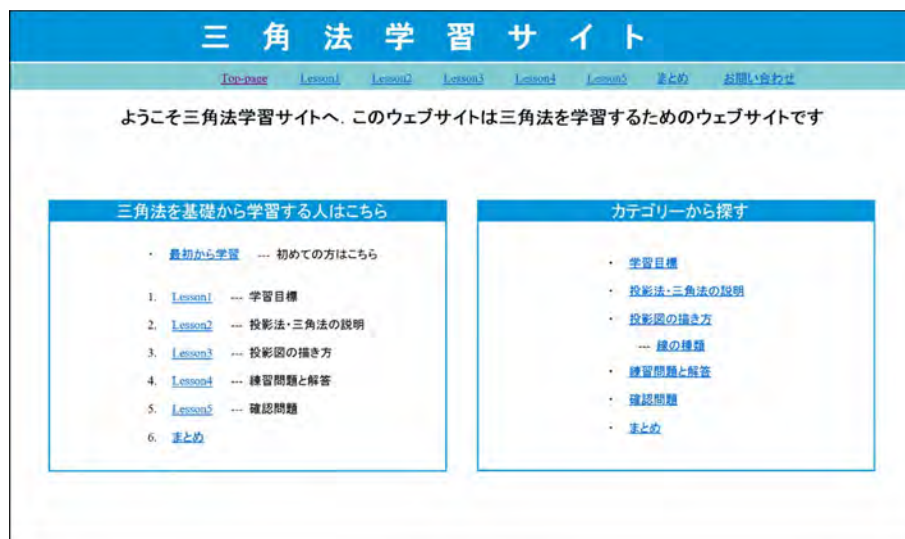 三角法学習サイト
Top-page Lesson1 Lesson2 Lesson3 Lesson4 Lesson5 まとめ お問い合わせ
ようこそ三角法学習サイトへ. このウェブサイトは三角法を学習するためのウェブサイトです
三角法を基礎から学習する人はこちら
・ 最初から学習 --- 初めての方はこちら
1. Lesson1 --- 学習目標
2. Lesson2 --- 投影法・三角法の説明
3. Lesson3 --- 投影図の描き方
4. Lesson4 --- 練習問題と解答
5. Lesson5 --- 確認問題
6. まとめ
カテゴリーから探す
・ 学習目標
・ 投影法・三角法の説明
・ 投影図の描き方
--- 線の種類
・ 練習問題と解答
・ 確認問題
・ まとめ